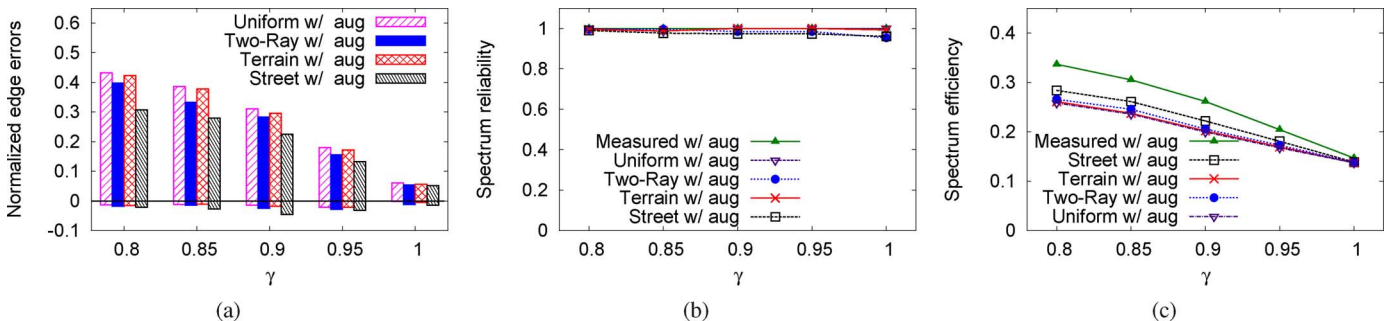 Normalized edge errors
0.6
0.5
0.4
0.3
0.2
0.1
0
-0.1
Uniform w/ aug
Two-Ray w/ aug
Terrain w/ aug
Street w/ aug
0.8 0.85 0.9 0.95 1
γ
(a)
Spectrum reliability
1
0.8
0.6
0.4
0.2
0
Measured w/ aug
Uniform w/ aug
Two-Ray w/ aug
Terrain w/ aug
Street w/ aug
0.8 0.85 0.9 0.95 1
γ
(b)
Spectrum efficiency
0.4
0.3
0.2
0.1
Measured w/ aug
Street w/ aug
Terrain w/ aug
Two-Ray w/ aug
Uniform w/ aug
0.8 0.85 0.9 0.95 1
γ
(c)